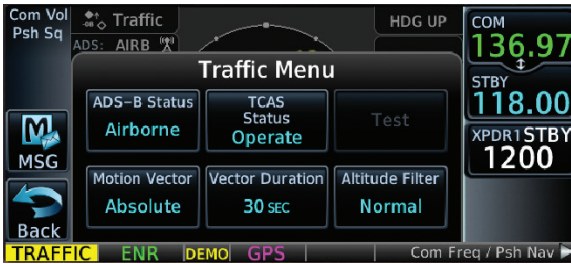 Com Vol
Psh Sq
Traffic
HDG UP
ADS: AIRB
Traffic Menu
ADS-B Status
Airborne
TCAS
Status
Operate
Test
Motion Vector
Absolute
Vector Duration
30 SEC
Altitude Filter
Normal
MSG
Back
COM
136.97
STBY
118.00
XPDR1 STBY
1200
TRAFFIC ENR DEMO GPS Com Freq / Psh Nav